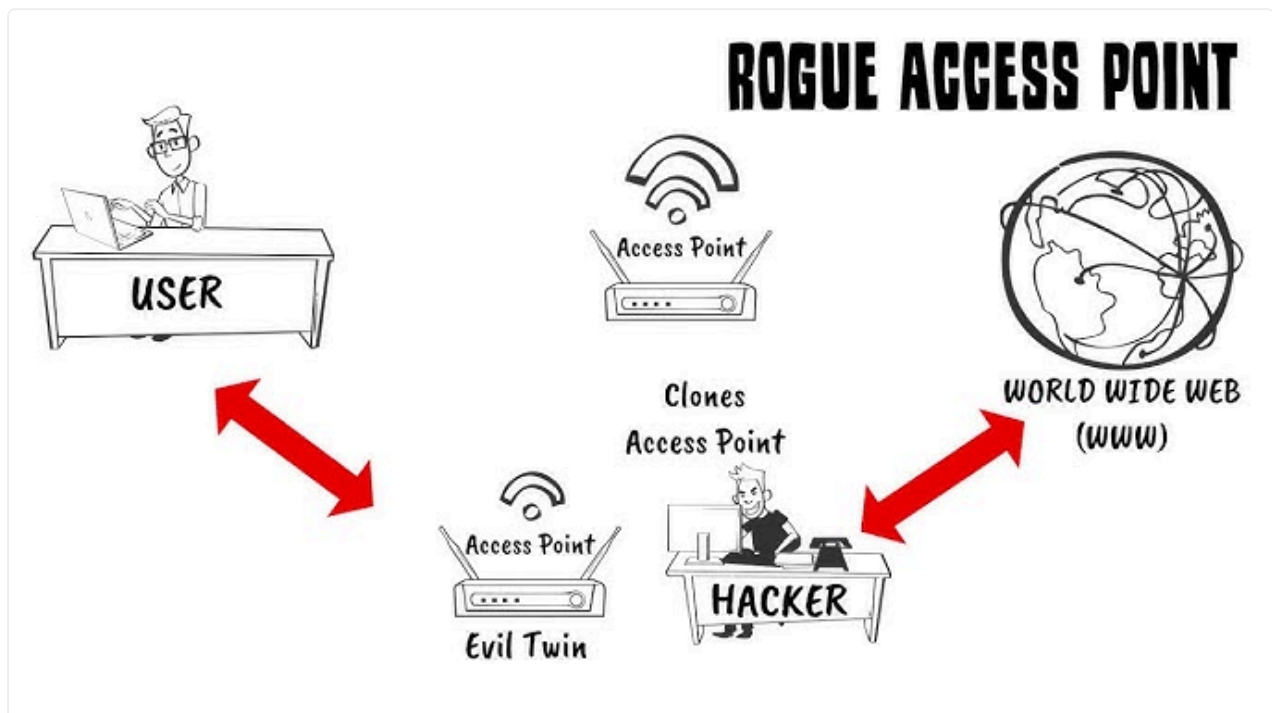 ROGUE ACCESS POINT
Access Point
USER
WORLD WIDE WEB
(WWW)
Clones
Access Point
Access Point
HACKER
Evil Twin